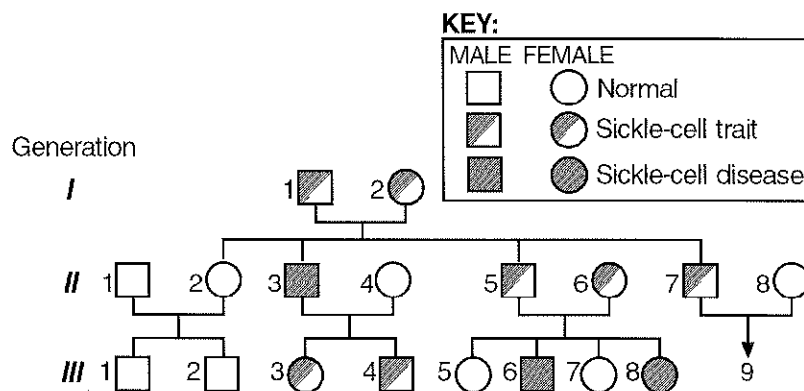 KEY:
MALE FEMALE
Normal
Sickle-cell trait
Sickle-cell disease
Generation
I
1 2
II
1 2 3 4 5 6 7 8
III
1 2 3 4 5 6 7 8 9